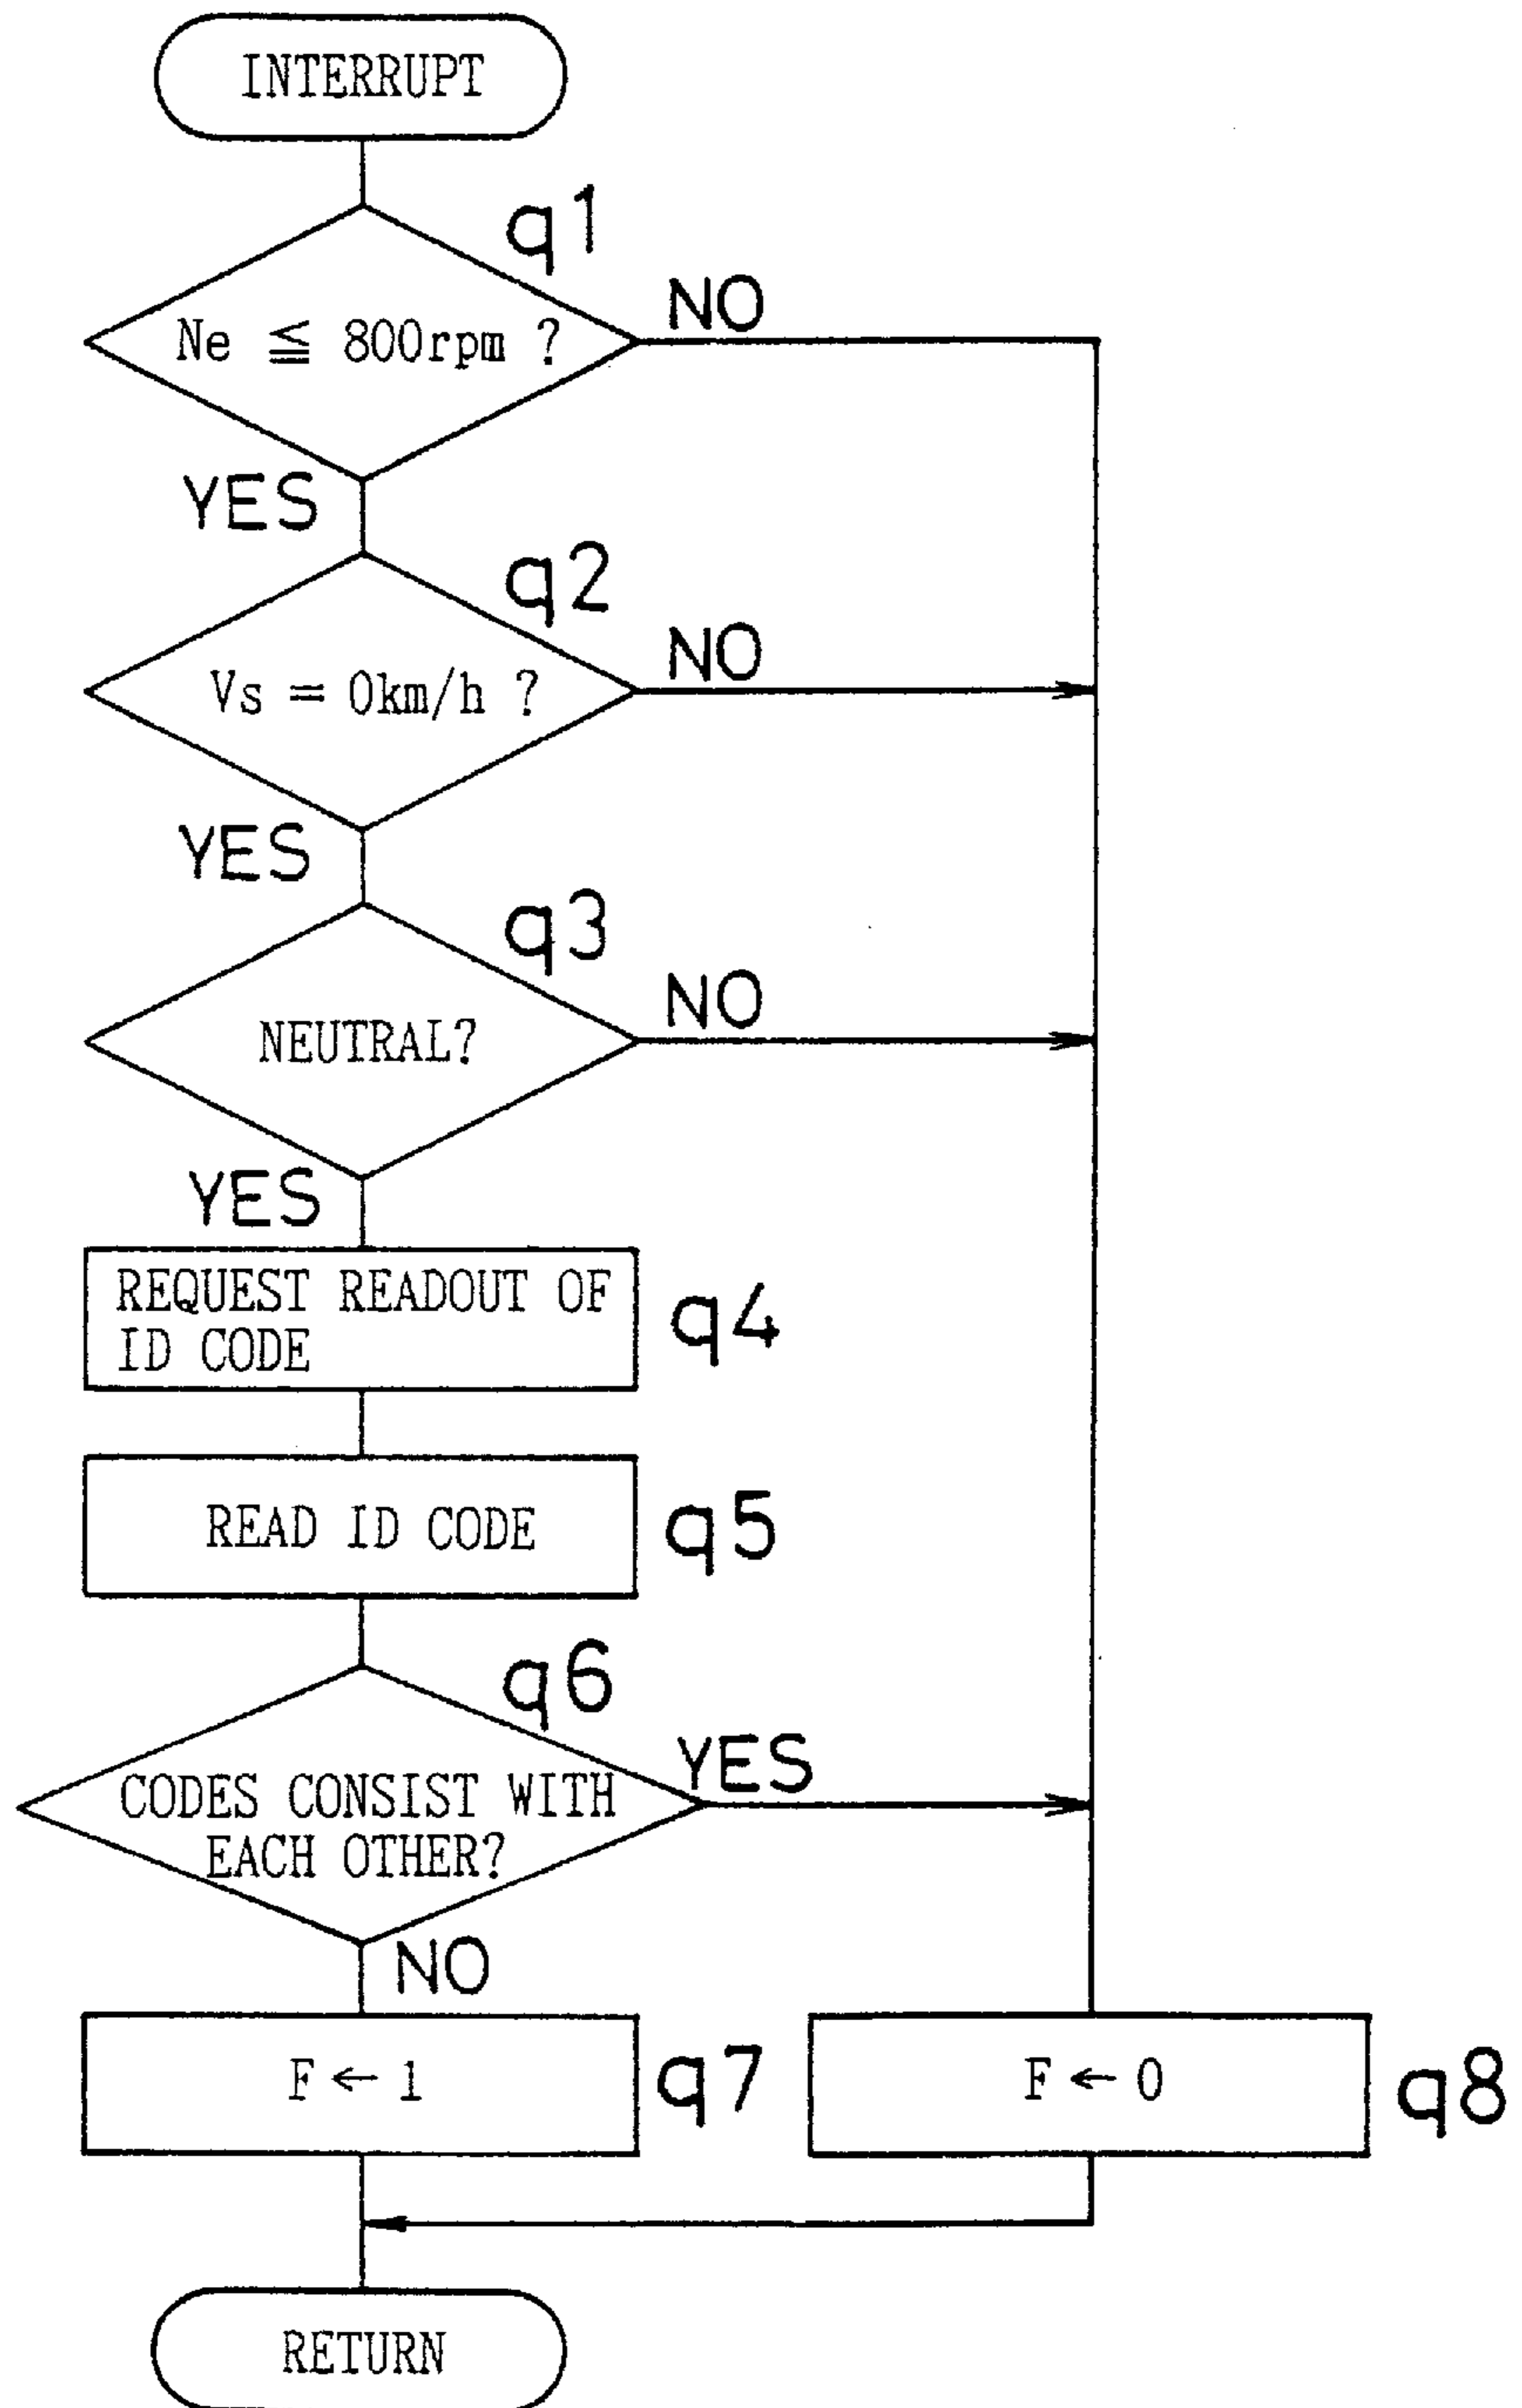 INTERRUPT
q1
Ne ≦ 800rpm ?
NO
YES
q2
Vs = 0km/h ?
NO
YES
q3
NEUTRAL?
NO
YES
REQUEST READOUT OF
ID CODE
q4
READ ID CODE
q5
q6
CODES CONSIST WITH
EACH OTHER?
YES
NO
F ← 1
q7
F ← 0
q8
RETURN